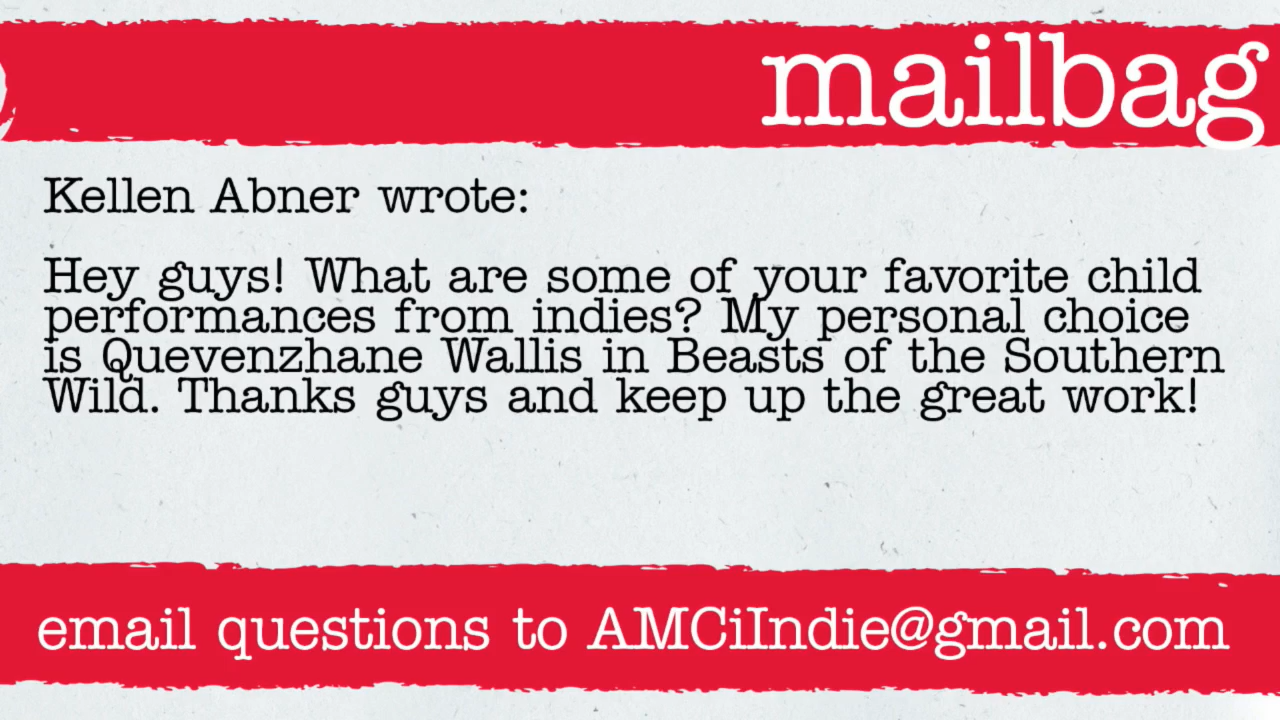 mailbag
Kellen Abner wrote:
Hey guys! What are some of your favorite child
performances from indies? My personal choice
is Quevenzhane Wallis in Beasts of the Southern
Wild. Thanks guys and keep up the great work!
email questions to AMCiIndie@gmail.com